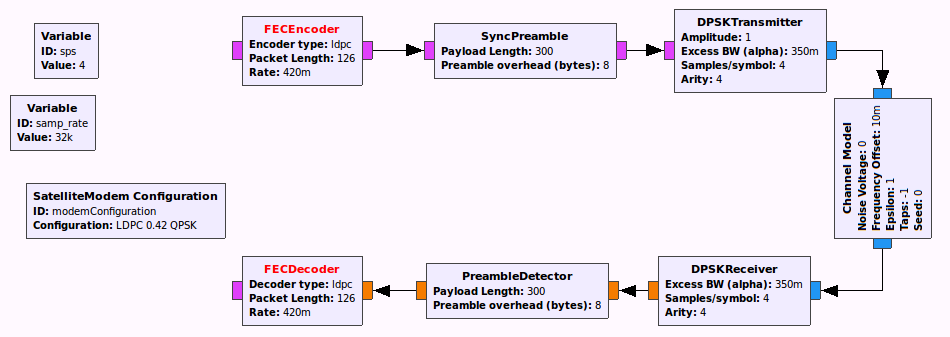 Variable
ID: sps
Value: 4
Variable
ID: samp_rate
Value: 32k
SatelliteModem Configuration
ID: modemConfiguration
Configuration: LDPC 0.42 QPSK
FECEncoder
Encoder type: ldpc
Packet Length: 126
Rate: 420m
SyncPreamble
Payload Length: 300
Preamble overhead (bytes): 8
DPSKTransmitter
Amplitude: 1
Excess BW (alpha): 350m
Samples/symbol: 4
Arity: 4
Channel Model
Noise Voltage: 0
Frequency Offset: 10m
Epsilon: 1
Taps: -1
Seed: 0
DPSKReceiver
Excess BW (alpha): 350m
Samples/symbol: 4
Arity: 4
PreambleDetector
Payload Length: 300
Preamble overhead (bytes): 8
FECDecoder
Decoder type: ldpc
Packet Length: 126
Rate: 420m